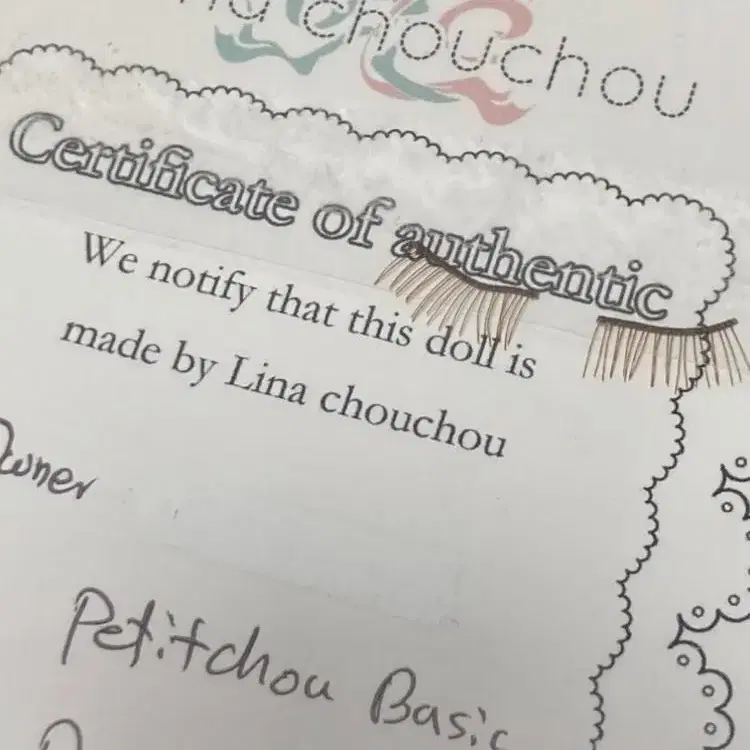 chouchou
Certificate of authentic
We notify that this doll is
made by Lina chouchou
Owner
Petitchou Basic